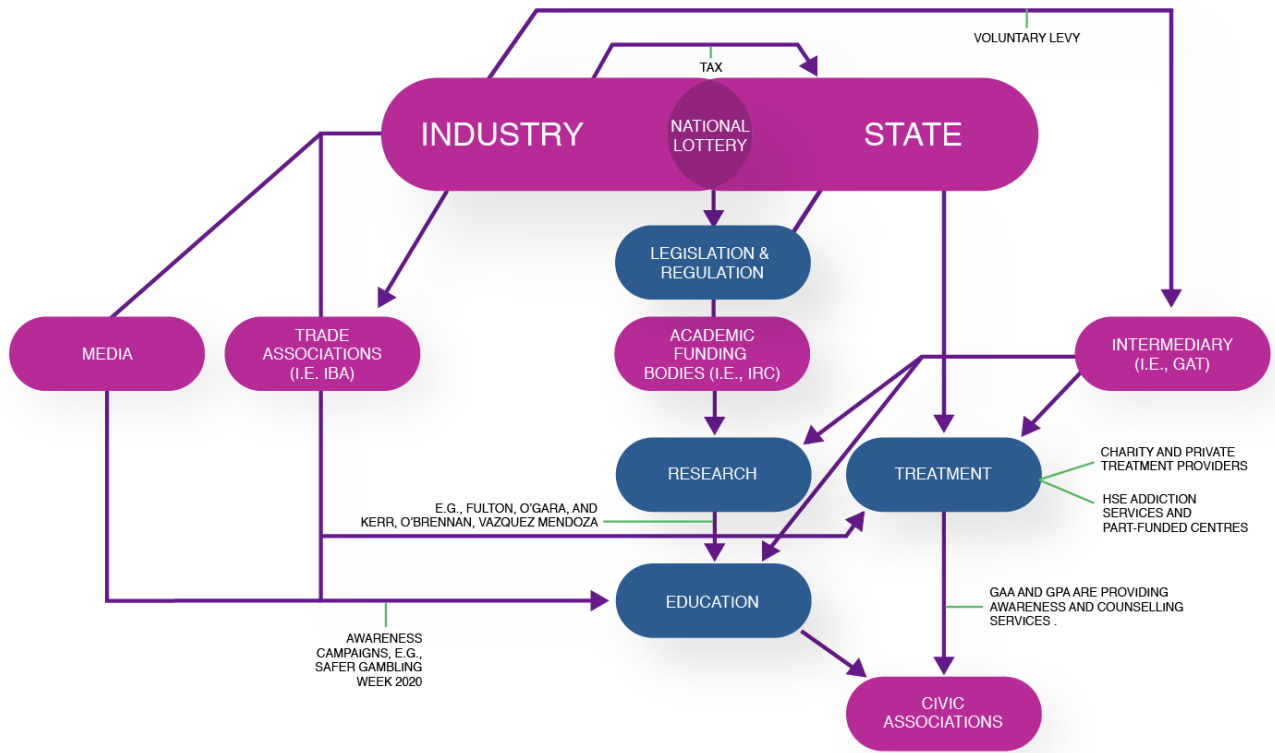 VOLUNTARY LEVY
TAX
INDUSTRY
NATIONAL
LOTTERY
STATE
LEGISLATION &
REGULATION
MEDIA
TRADE
ASSOCIATIONS
(I.E. IBA)
ACADEMIC
FUNDING
BODIES (I.E., IRC)
INTERMEDIARY
(I.E., GAT)
RESEARCH
TREATMENT
CHARITY AND PRIVATE
TREATMENT PROVIDERS
HSE ADDICTION
SERVICES AND
PART-FUNDED CENTRES
E.G., FULTON, O'GARA, AND
KERR, O'BRENNAN, VAZQUEZ MENDOZA
EDUCATION
GAA AND GPA ARE PROVIDING
AWARENESS AND COUNSELLING
SERVICES .
AWARENESS
CAMPAIGNS, E.G.,
SAFER GAMBLING
WEEK 2020
CIVIC
ASSOCIATIONS